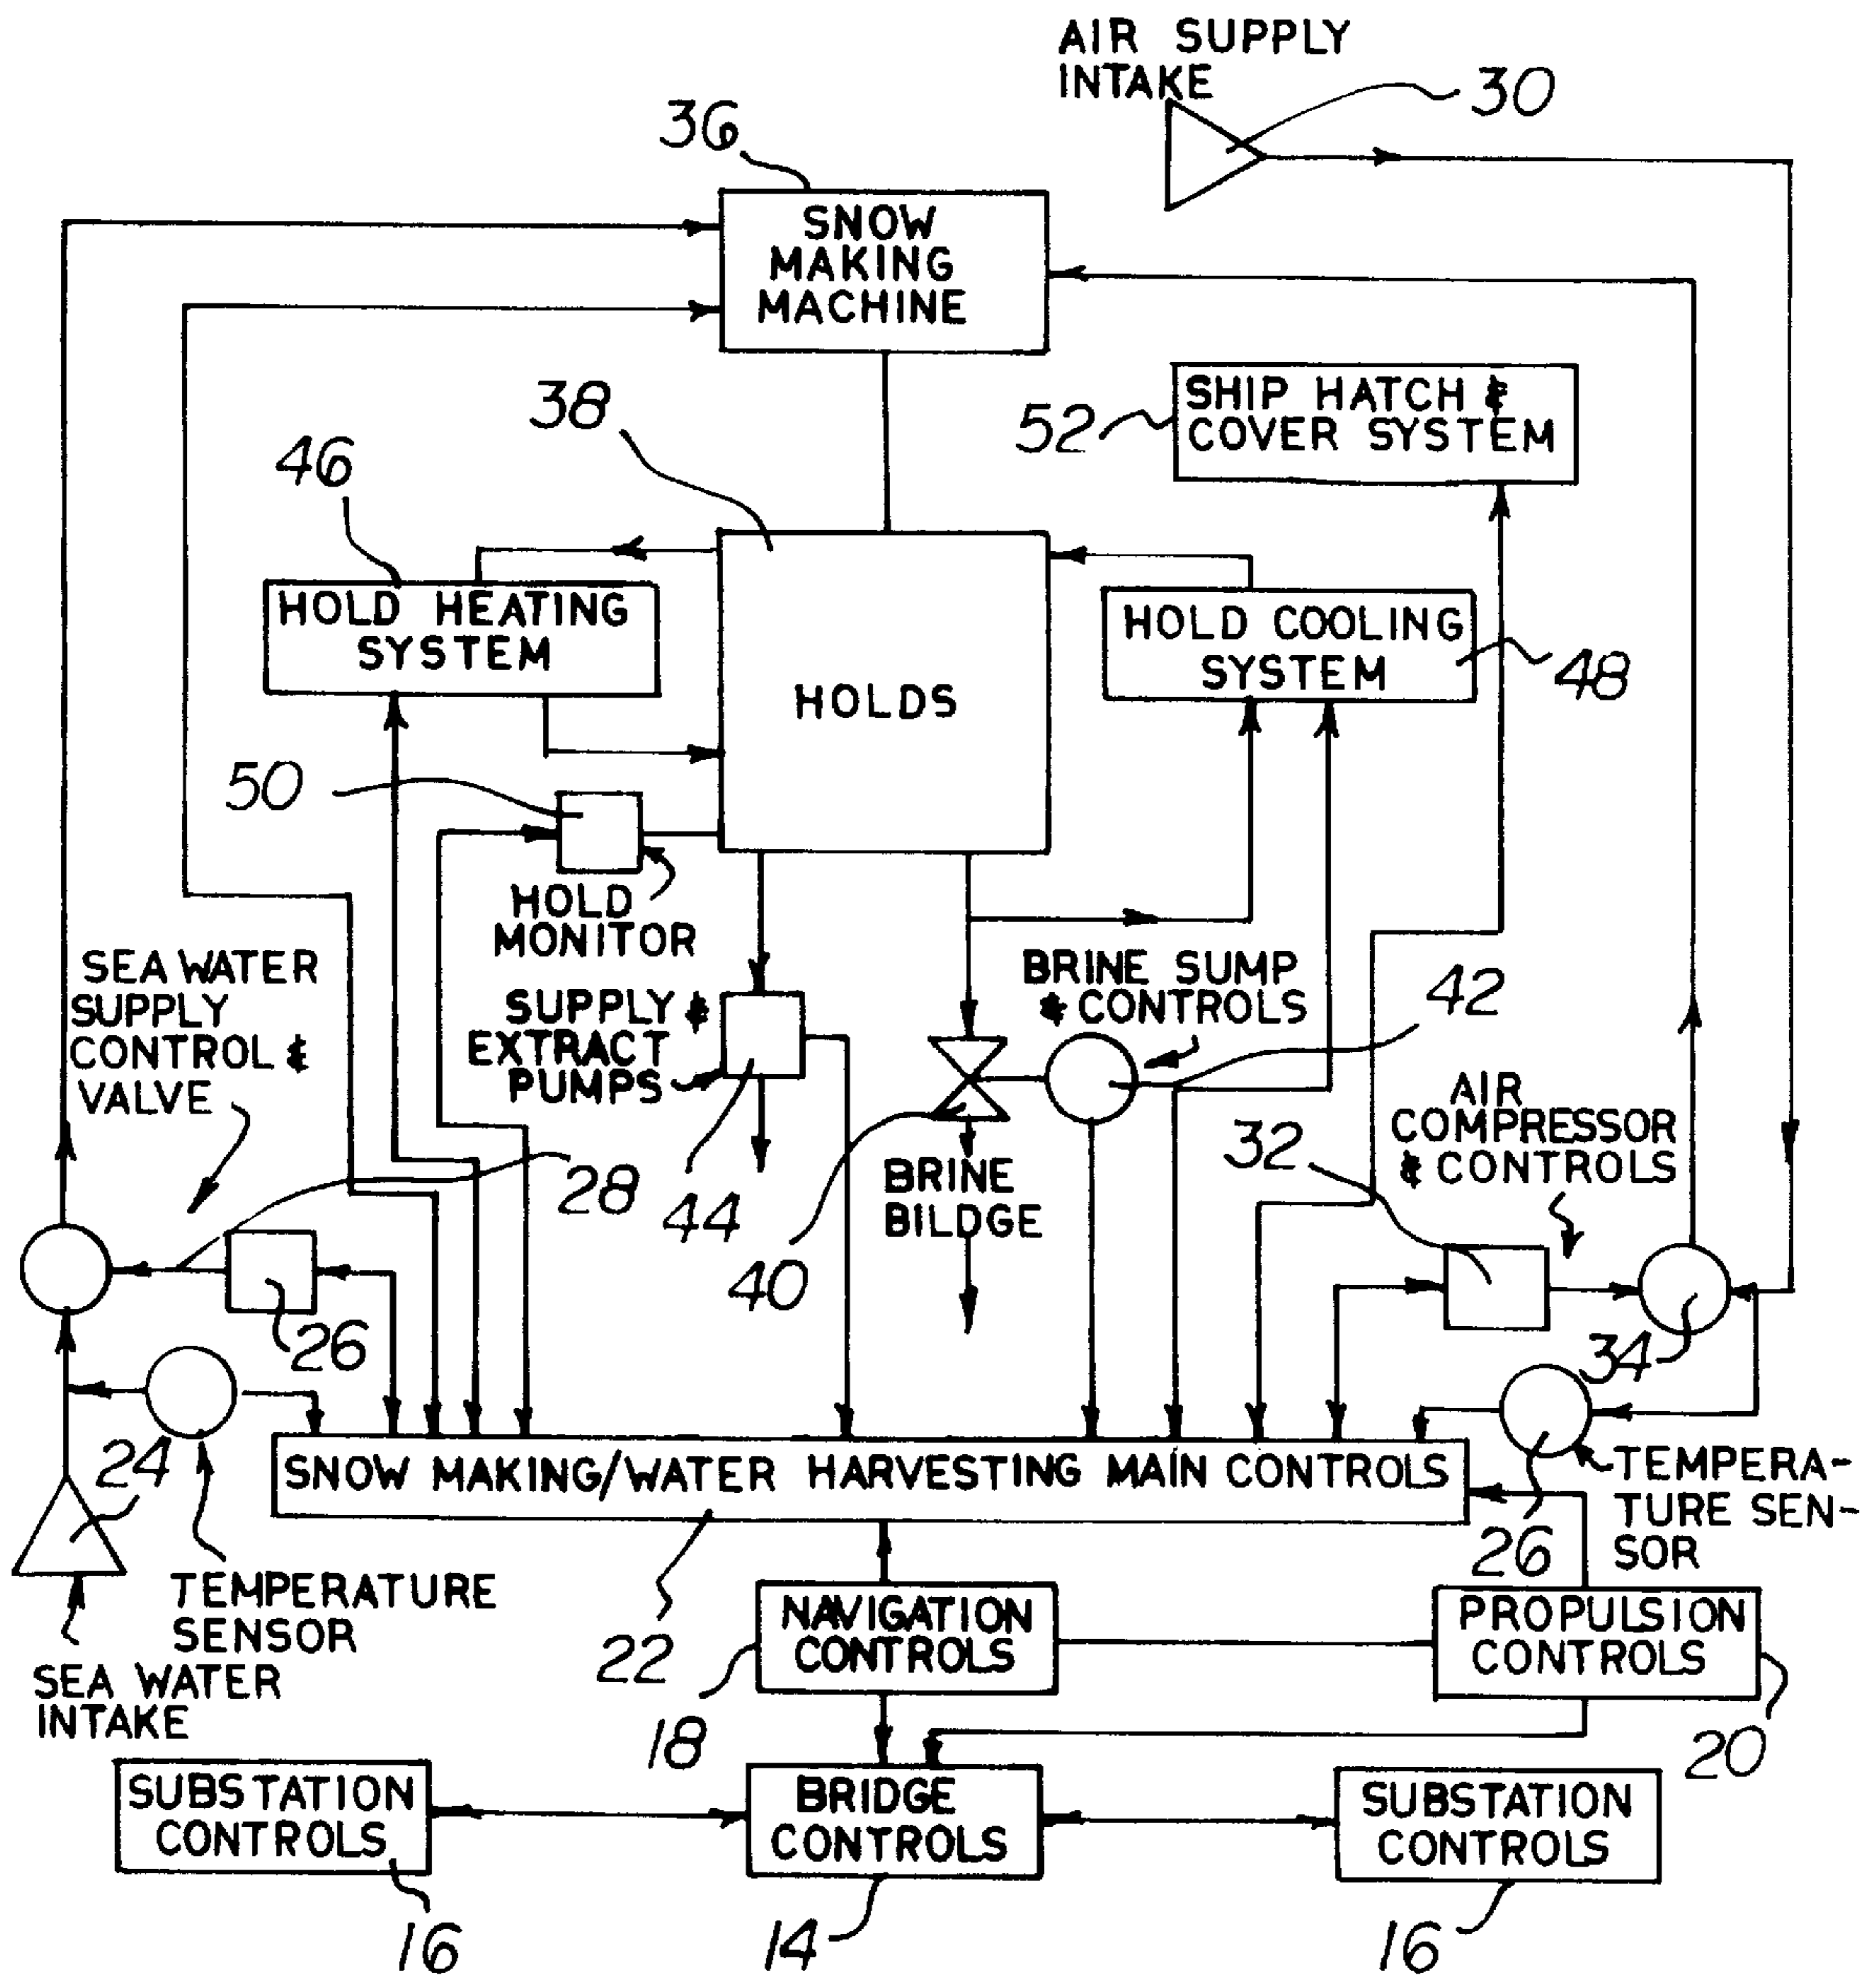 AIR SUPPLY
INTAKE
30
36
SNOW
MAKING
MACHINE
38
SHIP HATCH &
COVER SYSTEM
52
46
HOLD HEATING
SYSTEM
HOLDS
HOLD COOLING
SYSTEM
48
50
HOLD
MONITOR
SEA WATER
SUPPLY
CONTROL &
VALVE
SUPPLY &
EXTRACT
PUMPS
BRINE SUMP
& CONTROLS
42
AIR
COMPRESSOR
& CONTROLS
32
28
44
40
BRINE
BILDGE
26
34
24
SNOW MAKING/WATER HARVESTING MAIN CONTROLS
TEMPERA-
TURE SEN-
SOR
26
TEMPERATURE
SENSOR
SEA WATER
INTAKE
22
NAVIGATION
CONTROLS
18
PROPULSION
CONTROLS
20
SUBSTATION
CONTROLS
BRIDGE
CONTROLS
SUBSTATION
CONTROLS
16
14
16